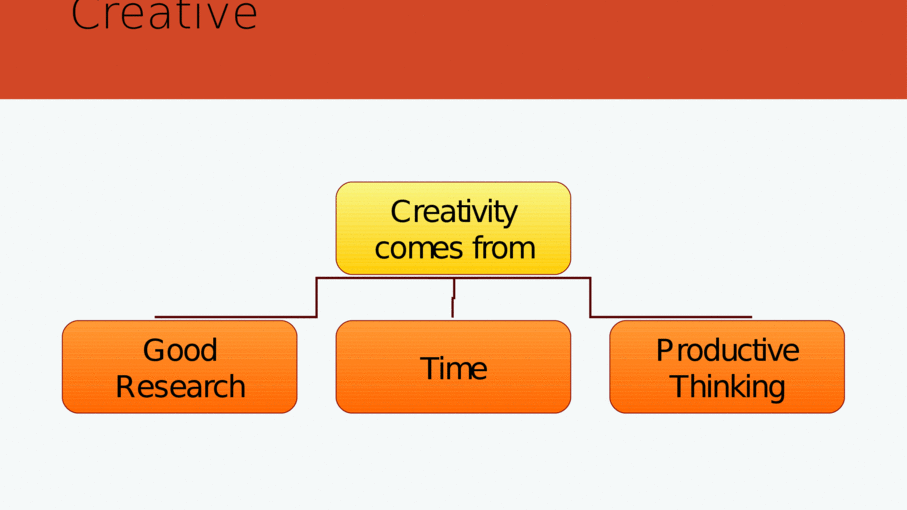 Creative
Creativity
comes from
Good
Research
Time
Productive
Thinking